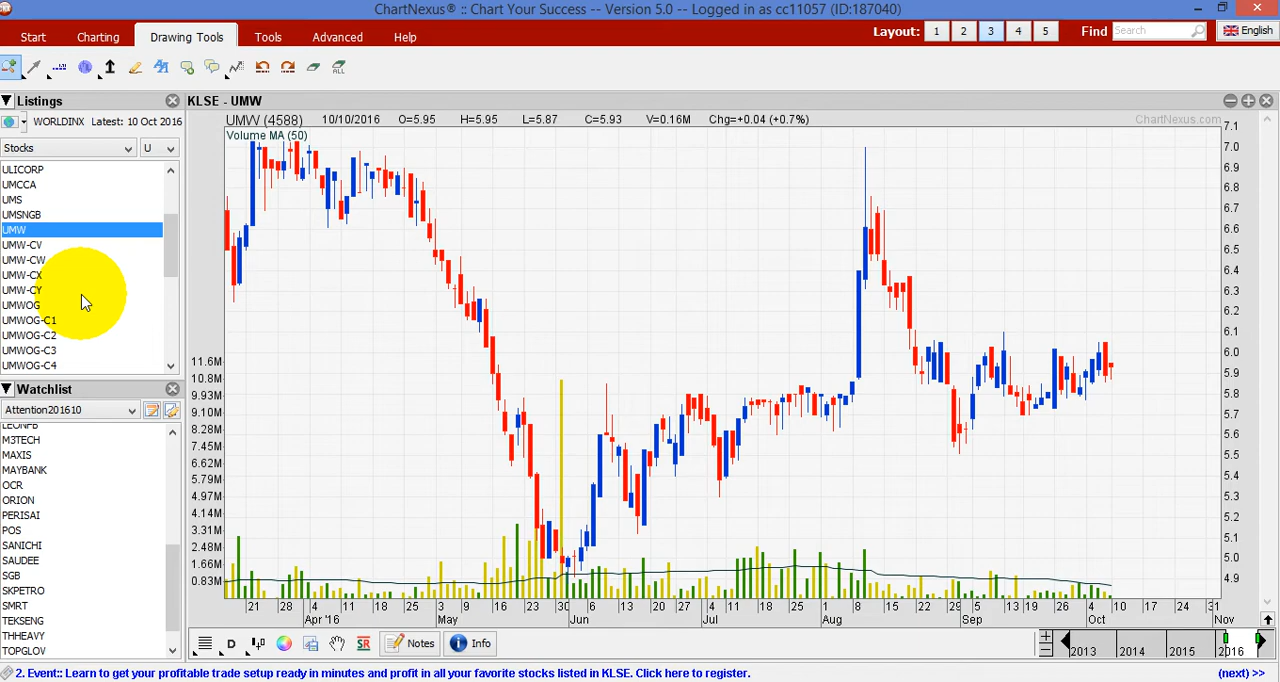 ChartNexus® :: Chart Your Success -- Version 5.0 -- Logged in as cc11057 (ID:187040)
Start Charting Drawing Tools Tools Advanced Help Layout: 1 2 3 4 5 Find Search English
ALL
Listings
WORLDINX Latest: 10 Oct 2016
Stocks U
ULICORP
UMCCA
UMS
UMSNGB
UMW
UMW-CV
UMW-CW
UMW-CX
UMW-CY
UMWOG
UMWOG-C1
UMWOG-C2
UMWOG-C3
UMWOG-C4
Watchlist
Attention201610
LEONFB
M3TECH
MAXIS
MAYBANK
OCR
ORION
PERISAI
POS
SANICHI
SAUDEE
SGB
SKPETRO
SMRT
TEKSENG
THHEAVY
TOPGLOV
KLSE - UMW
UMW (4588) 10/10/2016 O=5.95 H=5.95 L=5.87 C=5.93 V=0.16M Chg=+0.04 (+0.7%) ChartNexus.com
Volume MA (50)
7.1
7.0
6.9
6.8
6.7
6.6
6.5
6.4
6.3
6.2
6.1
6.0
5.9
5.8
5.7
5.6
5.5
5.4
5.3
5.2
5.1
5.0
4.9
11.6M
10.8M
9.93M
9.10M
8.28M
7.45M
6.62M
5.79M
4.97M
4.14M
3.31M
2.48M
1.66M
0.83M
21 28 4 11 18 25 3 9 16 23 30 6 13 20 27 4 11 18 25 1 8 15 22 29 5 13 19 26 4 10 17 24 31
Apr '16 May Jun Jul Aug Sep Oct Nov
D SR Notes Info 2013 2014 2015 2016
2. Event:: Learn to get your profitable trade setup ready in minutes and profit in all your favorite stocks listed in KLSE. Click here to register. (next) >>